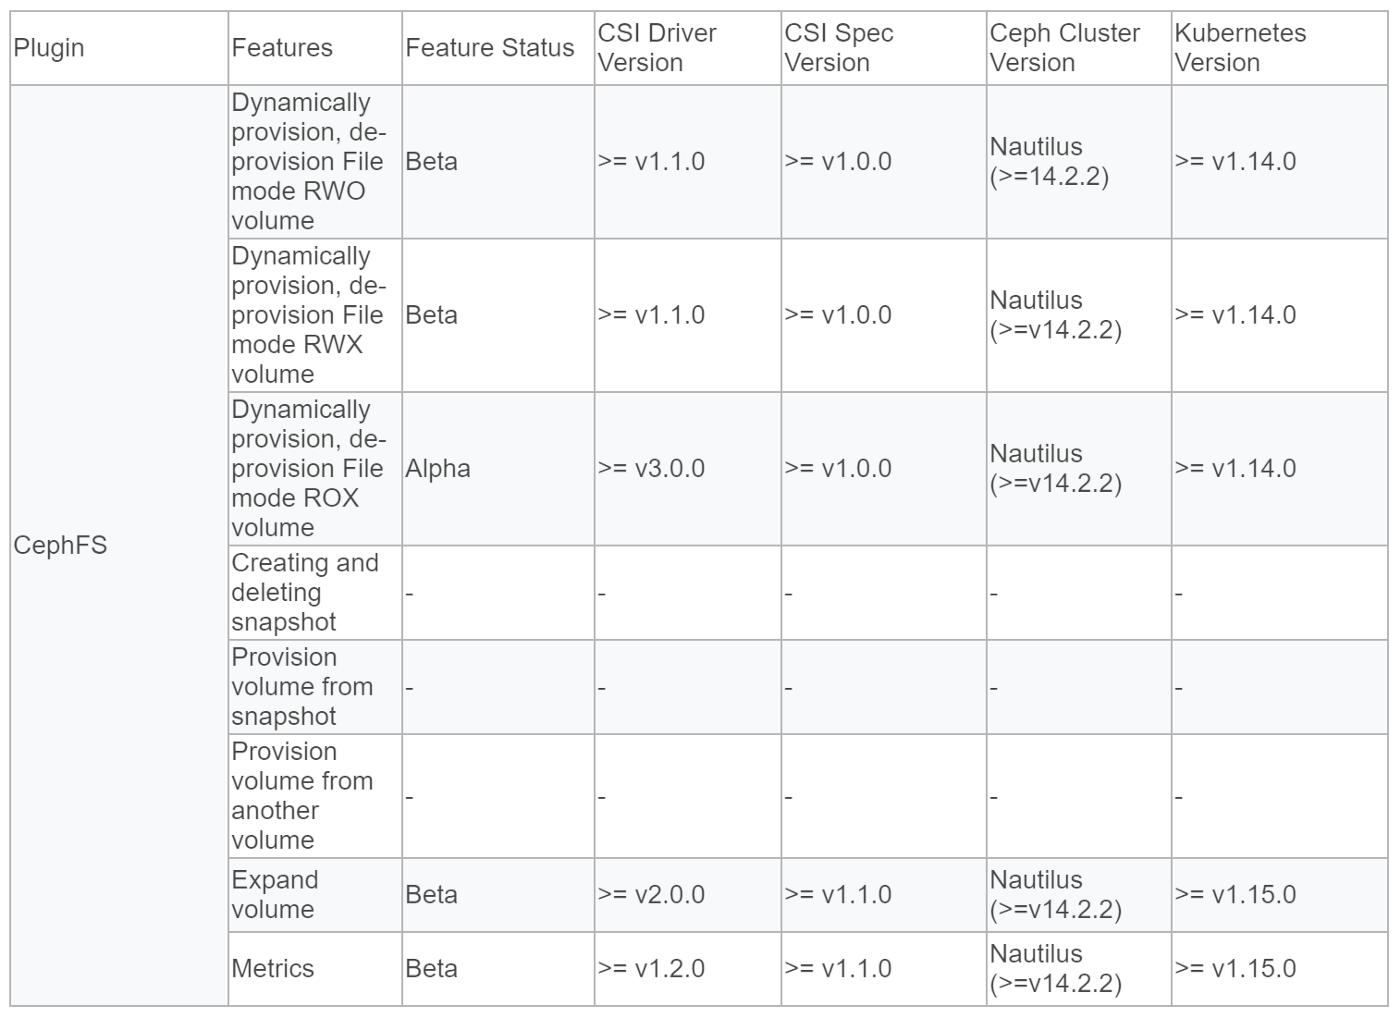 Plugin
Features
Feature Status
CSI Driver
Version
CSI Spec
Version
Ceph Cluster
Version
Kubernetes
Version
CephFS
Dynamically
provision, de-
provision File
mode RWO
volume
Beta
>= v1.1.0
>= v1.0.0
Nautilus
(>=14.2.2)
>= v1.14.0
Dynamically
provision, de-
provision File
mode RWX
volume
Beta
>= v1.1.0
>= v1.0.0
Nautilus
(>=v14.2.2)
>= v1.14.0
Dynamically
provision, de-
provision File
mode ROX
volume
Alpha
>= v3.0.0
>= v1.0.0
Nautilus
(>=v14.2.2)
>= v1.14.0
Creating and
deleting
snapshot
-
-
-
-
-
Provision
volume from
snapshot
-
-
-
-
-
Provision
volume from
another
volume
-
-
-
-
-
Expand
volume
Beta
>= v2.0.0
>= v1.1.0
Nautilus
(>=v14.2.2)
>= v1.15.0
Metrics
Beta
>= v1.2.0
>= v1.1.0
Nautilus
(>=v14.2.2)
>= v1.15.0